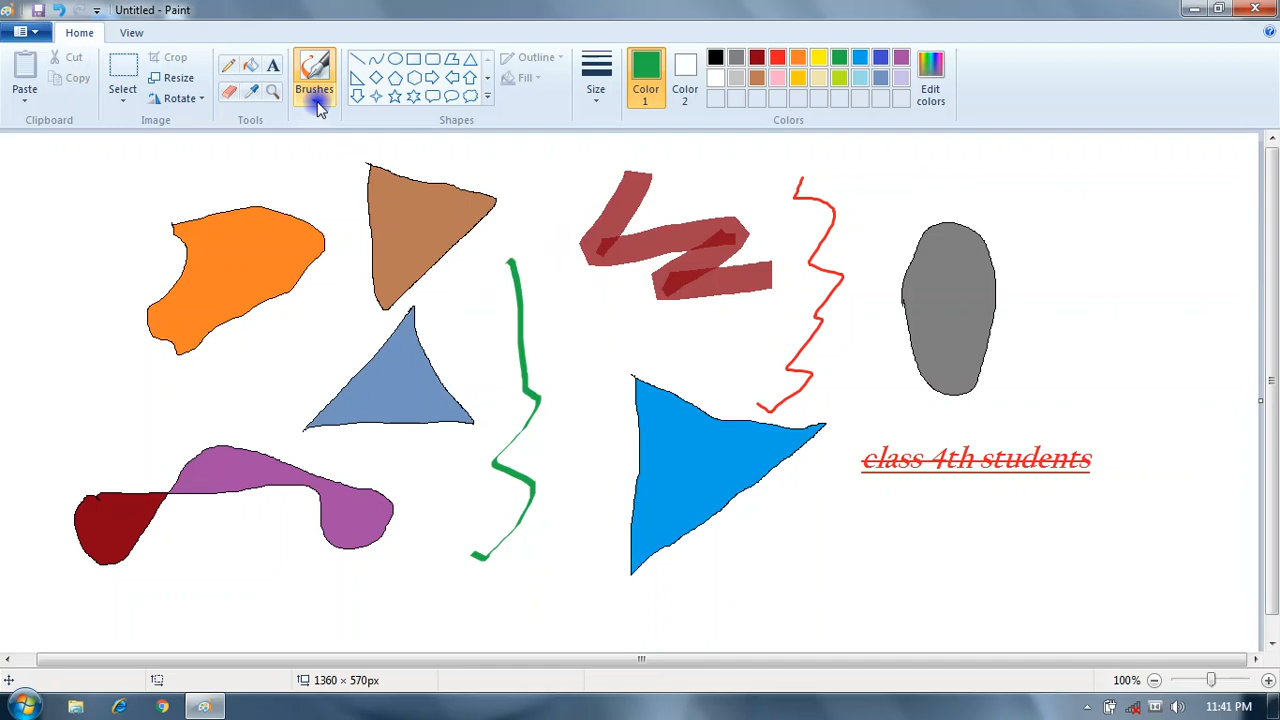 Untitled - Paint
Home View
Paste
Cut
Copy
Clipboard
Select
Crop
Resize
Rotate
Image
Tools
Brushes
Shapes
Outline
Fill
Size
Color 1
Color 2
Colors
Edit colors
class 4th students
1360 × 570px
100%
11:41 PM